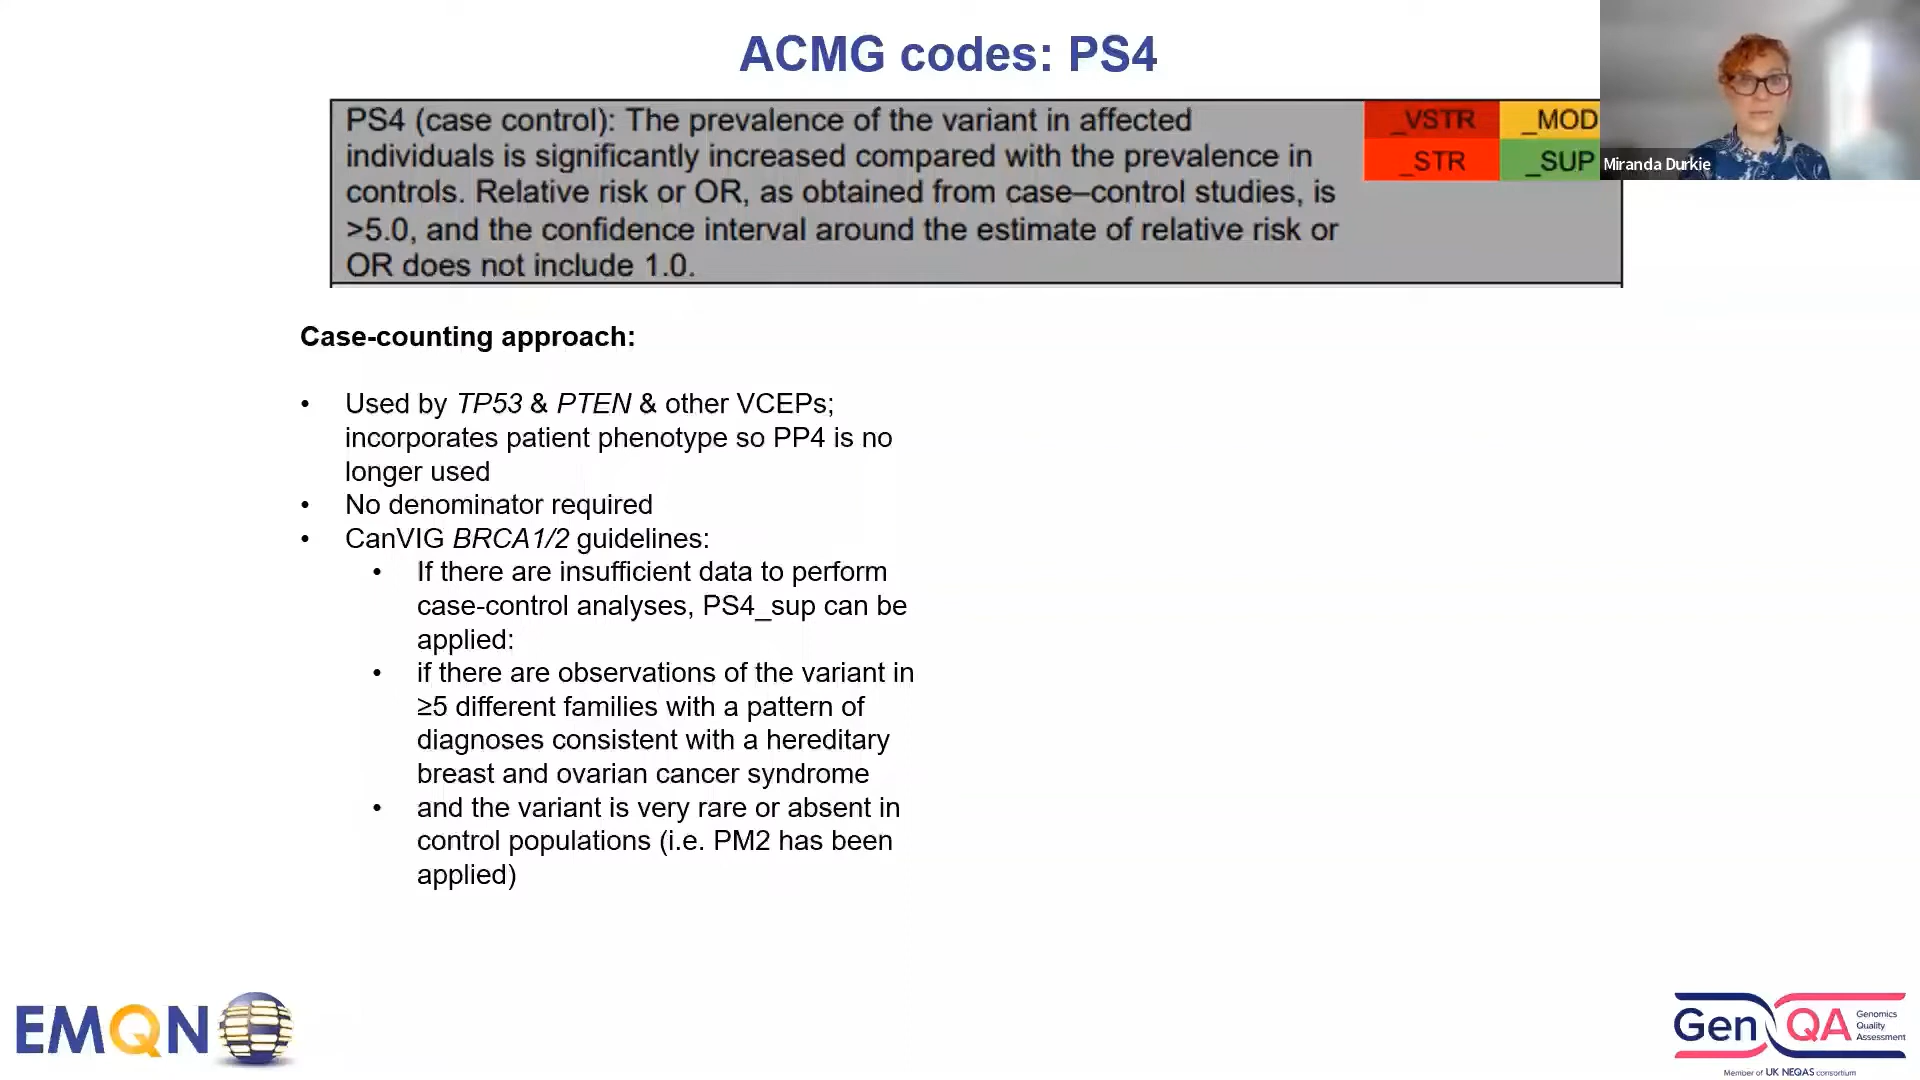 ACMG codes: PS4
PS4 (case control): The prevalence of the variant in affected
individuals is significantly increased compared with the prevalence in
controls. Relative risk or OR, as obtained from case–control studies, is
>5.0, and the confidence interval around the estimate of relative risk or
OR does not include 1.0.
_VSTR
_MOD
_STR
_SUP
Miranda Durkie
Case-counting approach:
• Used by TP53 & PTEN & other VCEPs;
incorporates patient phenotype so PP4 is no
longer used
• No denominator required
• CanVIG BRCA1/2 guidelines:
• If there are insufficient data to perform
case-control analyses, PS4_sup can be
applied:
• if there are observations of the variant in
≥5 different families with a pattern of
diagnoses consistent with a hereditary
breast and ovarian cancer syndrome
• and the variant is very rare or absent in
control populations (i.e. PM2 has been
applied)
EMQN
Gen QA
Genomics
Quality
Assessment
Member of UK NEQAS consortium